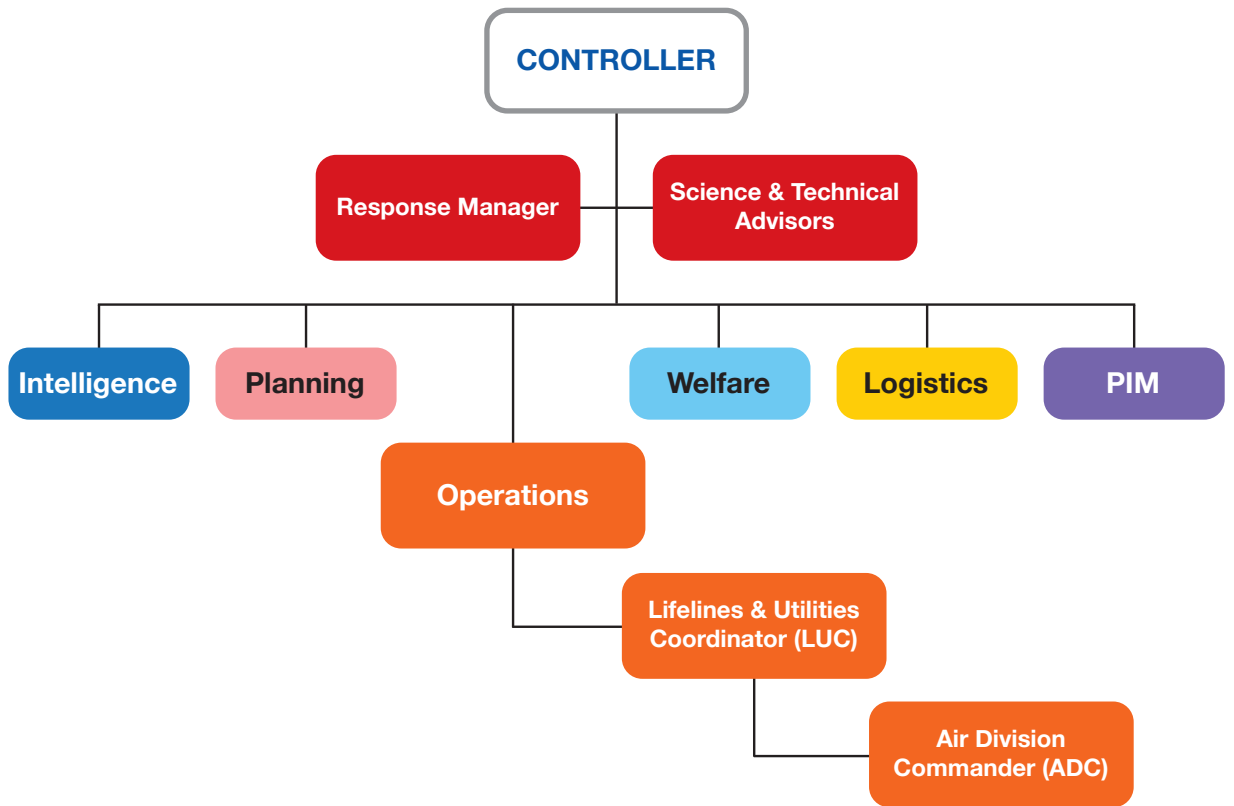 CONTROLLER
Response Manager
Science & Technical
Advisors
Intelligence
Planning
Welfare
Logistics
PIM
Operations
Lifelines & Utilities
Coordinator (LUC)
Air Division
Commander (ADC)